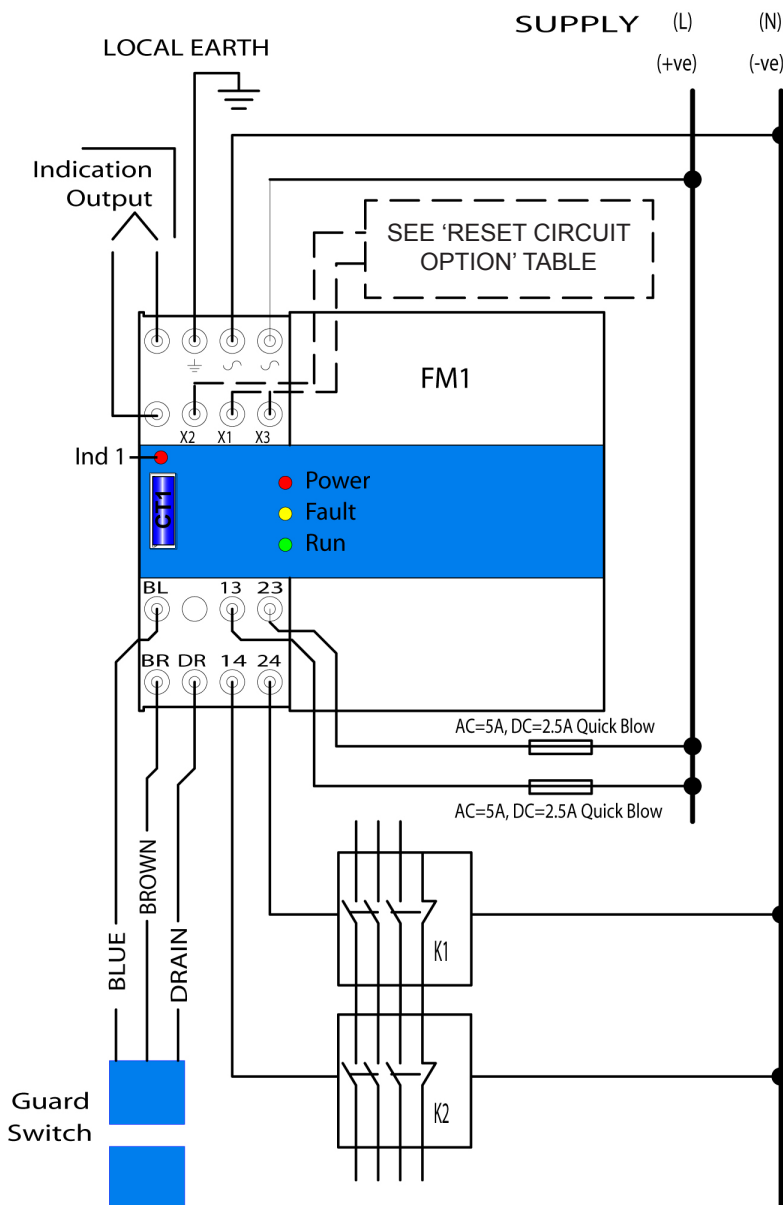 SUPPLY (L) (N)
(+ve) (-ve)
LOCAL EARTH
Indication
Output
SEE ‘RESET CIRCUIT
OPTION’ TABLE
FM1
X2 X1 X3
Ind 1
CT1
Power
Fault
Run
BL 13 23
BR DR 14 24
AC=5A, DC=2.5A Quick Blow
AC=5A, DC=2.5A Quick Blow
BLUE
BROWN
DRAIN
K1
K2
Guard
Switch